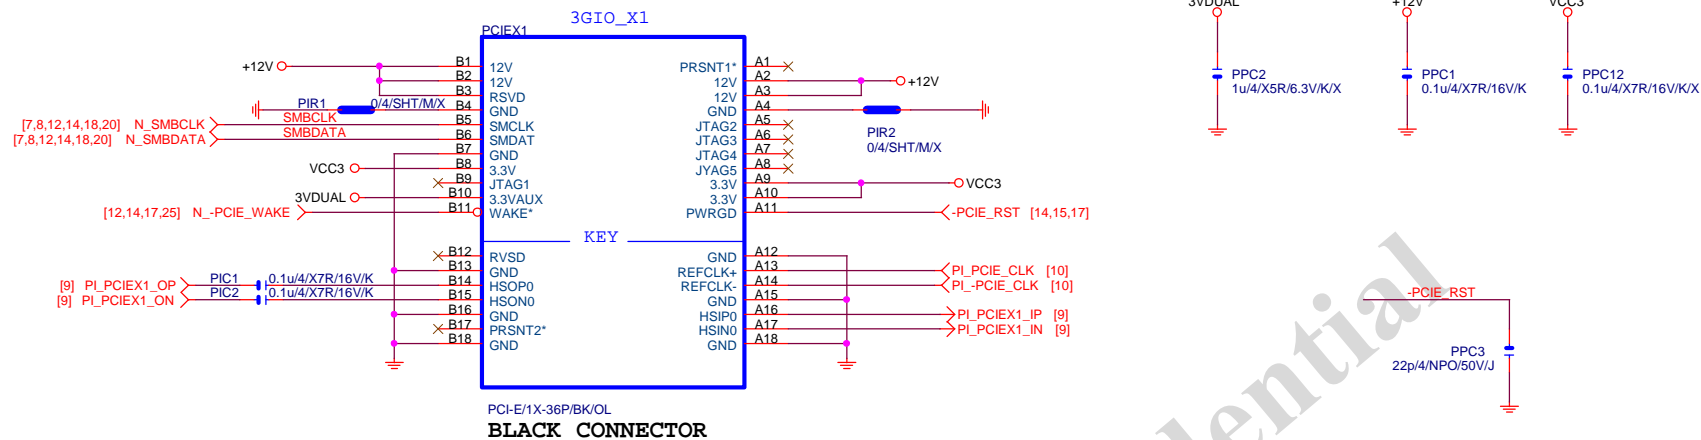 3GIO_X1
PCIEX1
+12V B1 12V PRSNT1* A1
B2 12V 12V A2 +12V
B3 RSVD 12V A3
PIR1 0/4/SHT/M/X B4 GND GND A4
[7,8,12,14,18,20] N_SMBCLK SMBCLK B5 SMCLK JTAG2 A5
[7,8,12,14,18,20] N_SMBDATA SMBDATA B6 SMDAT JTAG3 A6 PIR2
B7 GND JTAG4 A7 0/4/SHT/M/X
VCC3 B8 3.3V JYAG5 A8
B9 JTAG1 3.3V A9 VCC3
3VDUAL B10 3.3VAUX 3.3V A10
[12,14,17,25] N_-PCIE_WAKE B11 WAKE* PWRGD A11 -PCIE_RST [14,15,17]
KEY
B12 RVSD GND A12
B13 GND REFCLK+ A13 PI_PCIE_CLK [10]
[9] PI_PCIEX1_OP PIC1 0.1u/4/X7R/16V/K B14 HSOP0 REFCLK- A14 PI_-PCIE_CLK [10]
[9] PI_PCIEX1_ON PIC2 0.1u/4/X7R/16V/K B15 HSON0 GND A15
B16 GND HSIP0 A16 PI_PCIEX1_IP [9]
B17 PRSNT2* HSIN0 A17 PI_PCIEX1_IN [9]
B18 GND GND A18
PCI-E/1X-36P/BK/OL
BLACK CONNECTOR
3VDUAL
PPC2
1u/4/X5R/6.3V/K/X
+12V
PPC1
0.1u/4/X7R/16V/K
VCC3
PPC12
0.1u/4/X7R/16V/K/X
-PCIE_RST
PPC3
22p/4/NPO/50V/J
dential